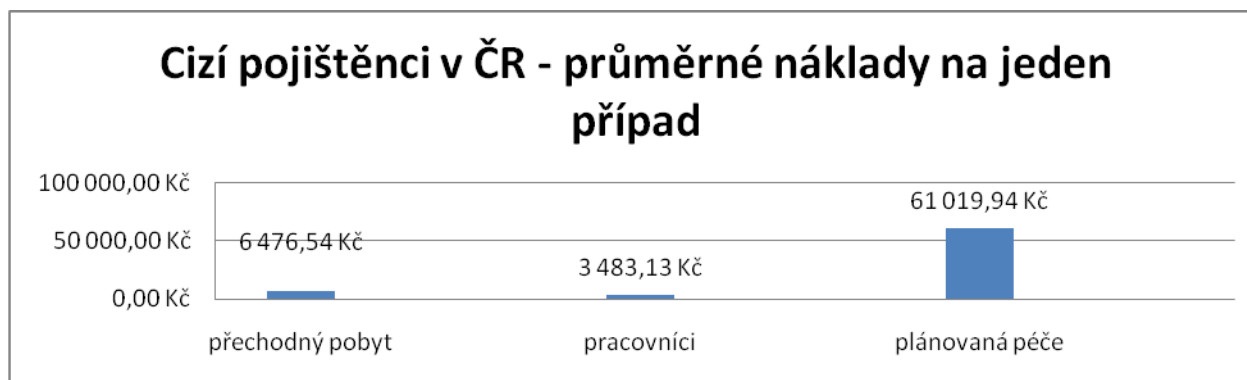 Cizí pojištěnci v ČR - průměrné náklady na jeden
případ
100 000,00 Kč
50 000,00 Kč
0,00 Kč
6 476,54 Kč
3 483,13 Kč
61 019,94 Kč
přechodný pobyt
pracovníci
plánovaná péče